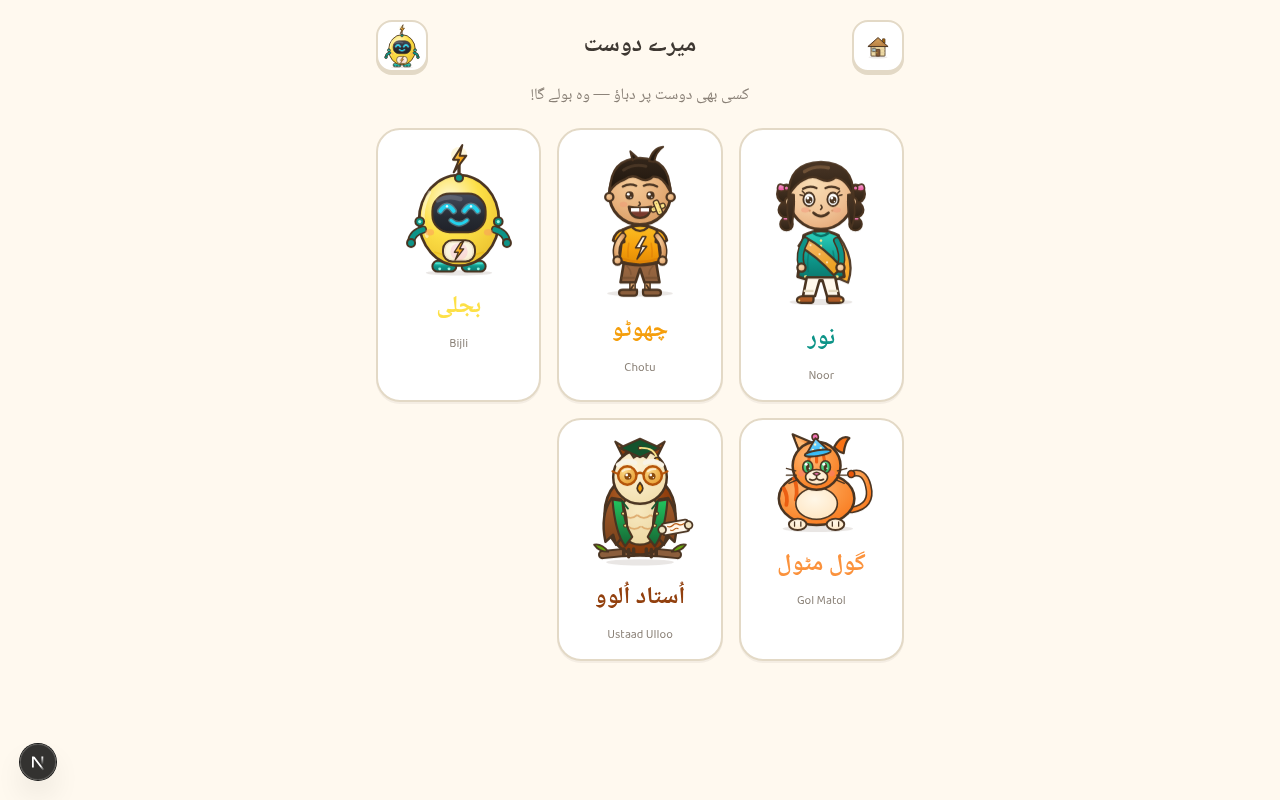 میرے دوست
کسی بھی دوست پر دباؤ — وہ بولے گا!
نور
Noor
چھوٹو
Chotu
بجلی
Bijli
گول مٹول
Gol Matol
اُستاد اُلوو
Ustaad Ulloo
N